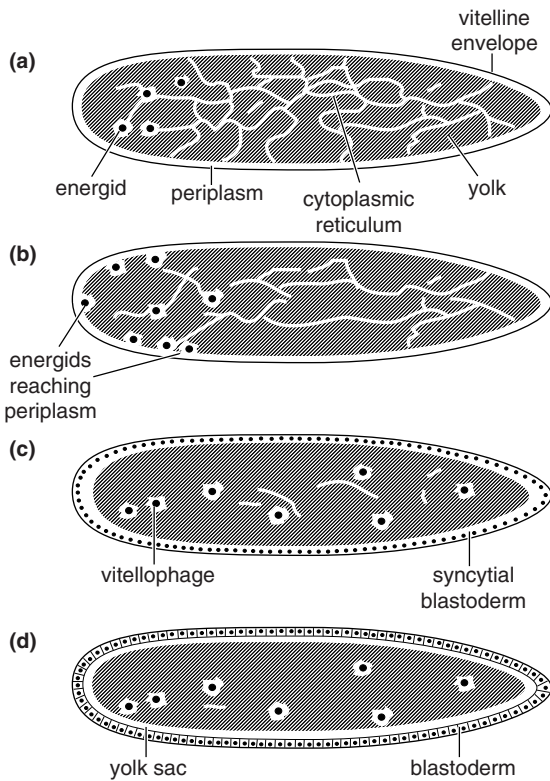 vitelline
envelope
(a)
energid
periplasm
cytoplasmic
reticulum
yolk
(b)
energids
reaching
periplasm
(c)
vitellophage
syncytial
blastoderm
(d)
yolk sac
blastoderm